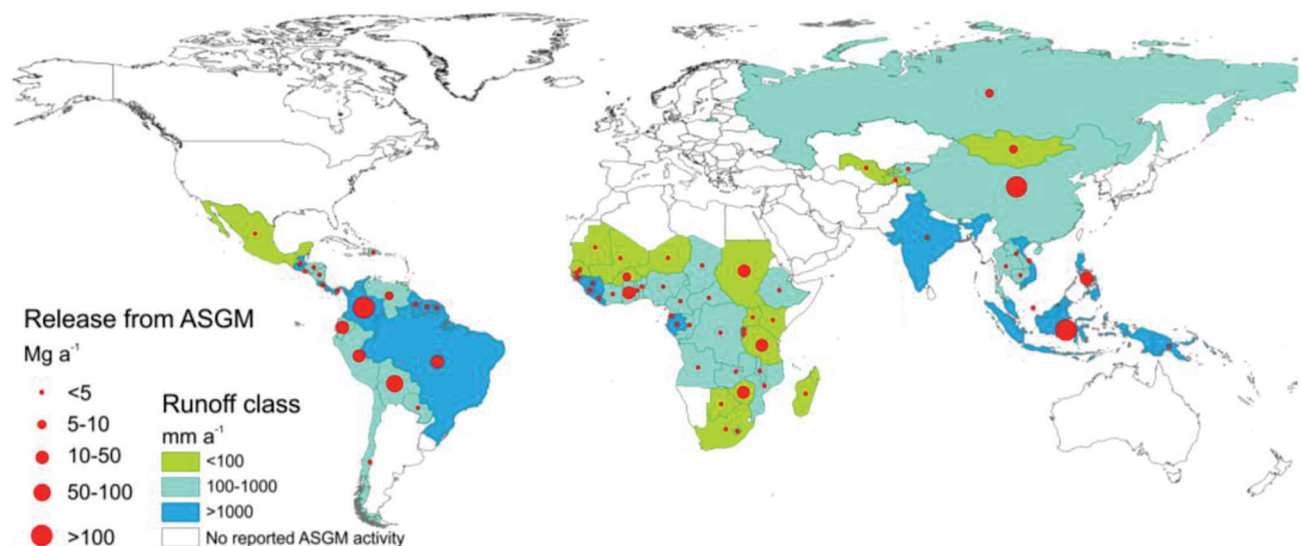 Release from ASGM
Mg a⁻¹
<5
5-10
10-50
50-100
>100
Runoff class
mm a⁻¹
<100
100-1000
>1000
No reported ASGM activity